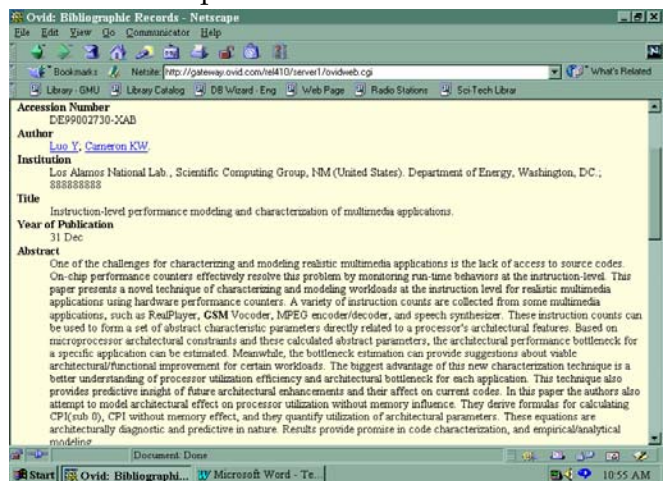 Ovid: Bibliographic Records - Netscape
File Edit View Go Communicator Help
Bookmarks Netsite: http://gateway.ovid.com/rel410/server1/ovidweb.cgi What's Related
Library - GMU Library Catalog DB Wizard - Eng Web Page Radio Stations Sci-Tech Librar
Accession Number
DE99002730-XAB
Author
Luo Y, Cameron KW.
Institution
Los Alamos National Lab., Scientific Computing Group, NM (United States). Department of Energy, Washington, DC.;
888888888
Title
Instruction-level performance modeling and characterization of multimedia applications.
Year of Publication
31 Dec
Abstract
One of the challenges for characterizing and modeling realistic multimedia applications is the lack of access to source codes.
On-chip performance counters effectively resolve this problem by monitoring run-time behaviors at the instruction-level. This
paper presents a novel technique of characterizing and modeling workloads at the instruction level for realistic multimedia
applications using hardware performance counters. A variety of instruction counts are collected from some multimedia
applications, such as RealPlayer, GSM Vocoder, MPEG encoder/decoder, and speech synthesizer. These instruction counts can
be used to form a set of abstract characteristic parameters directly related to a processor's architectural features. Based on
microprocessor architectural constraints and these calculated abstract parameters, the architectural performance bottleneck for
a specific application can be estimated. Meanwhile, the bottleneck estimation can provide suggestions about viable
architectural/functional improvement for certain workloads. The biggest advantage of this new characterization technique is a
better understanding of processor utilization efficiency and architectural bottleneck for each application. This technique also
provides predictive insight of future architectural enhancements and their affect on current codes. In this paper the authors also
attempt to model architectural effect on processor utilization without memory influence. They derive formulas for calculating
CPI(sub 0), CPI without memory effect, and they quantify utilization of architectural parameters. These equations are
architecturally diagnostic and predictive in nature. Results provide promise in code characterization, and empirical/analytical
modeling
Document: Done
Start Ovid: Bibliographi... Microsoft Word - Te... 10:55 AM